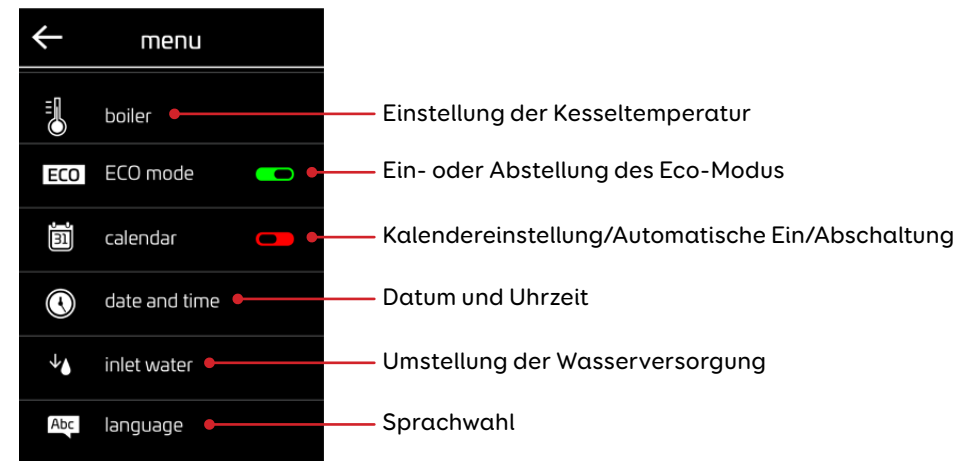 menu
boiler
Einstellung der Kesseltemperatur
ECO
ECO mode
Ein- oder Abstellung des Eco-Modus
31
calendar
Kalendereinstellung/Automatische Ein/Abschaltung
date and time
Datum und Uhrzeit
inlet water
Umstellung der Wasserversorgung
Abc
language
Sprachwahl